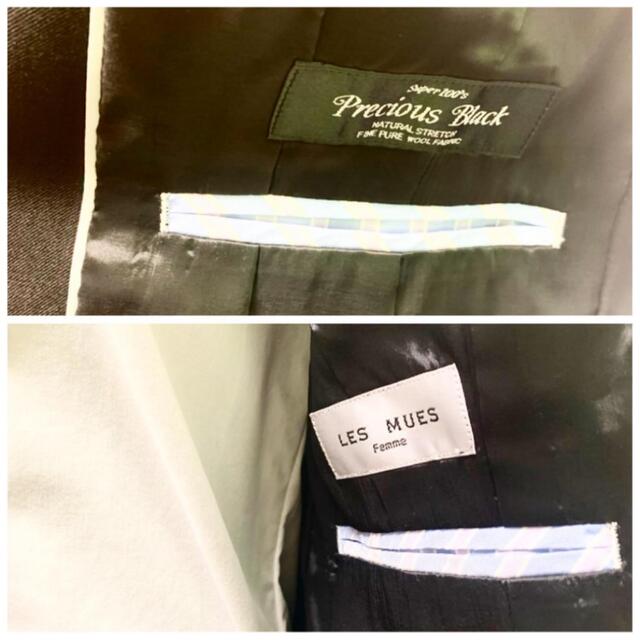 Super 100's
Precious Black
NATURAL STRETCH
FINE PURE WOOL FABRIC
LES MUES
Femme